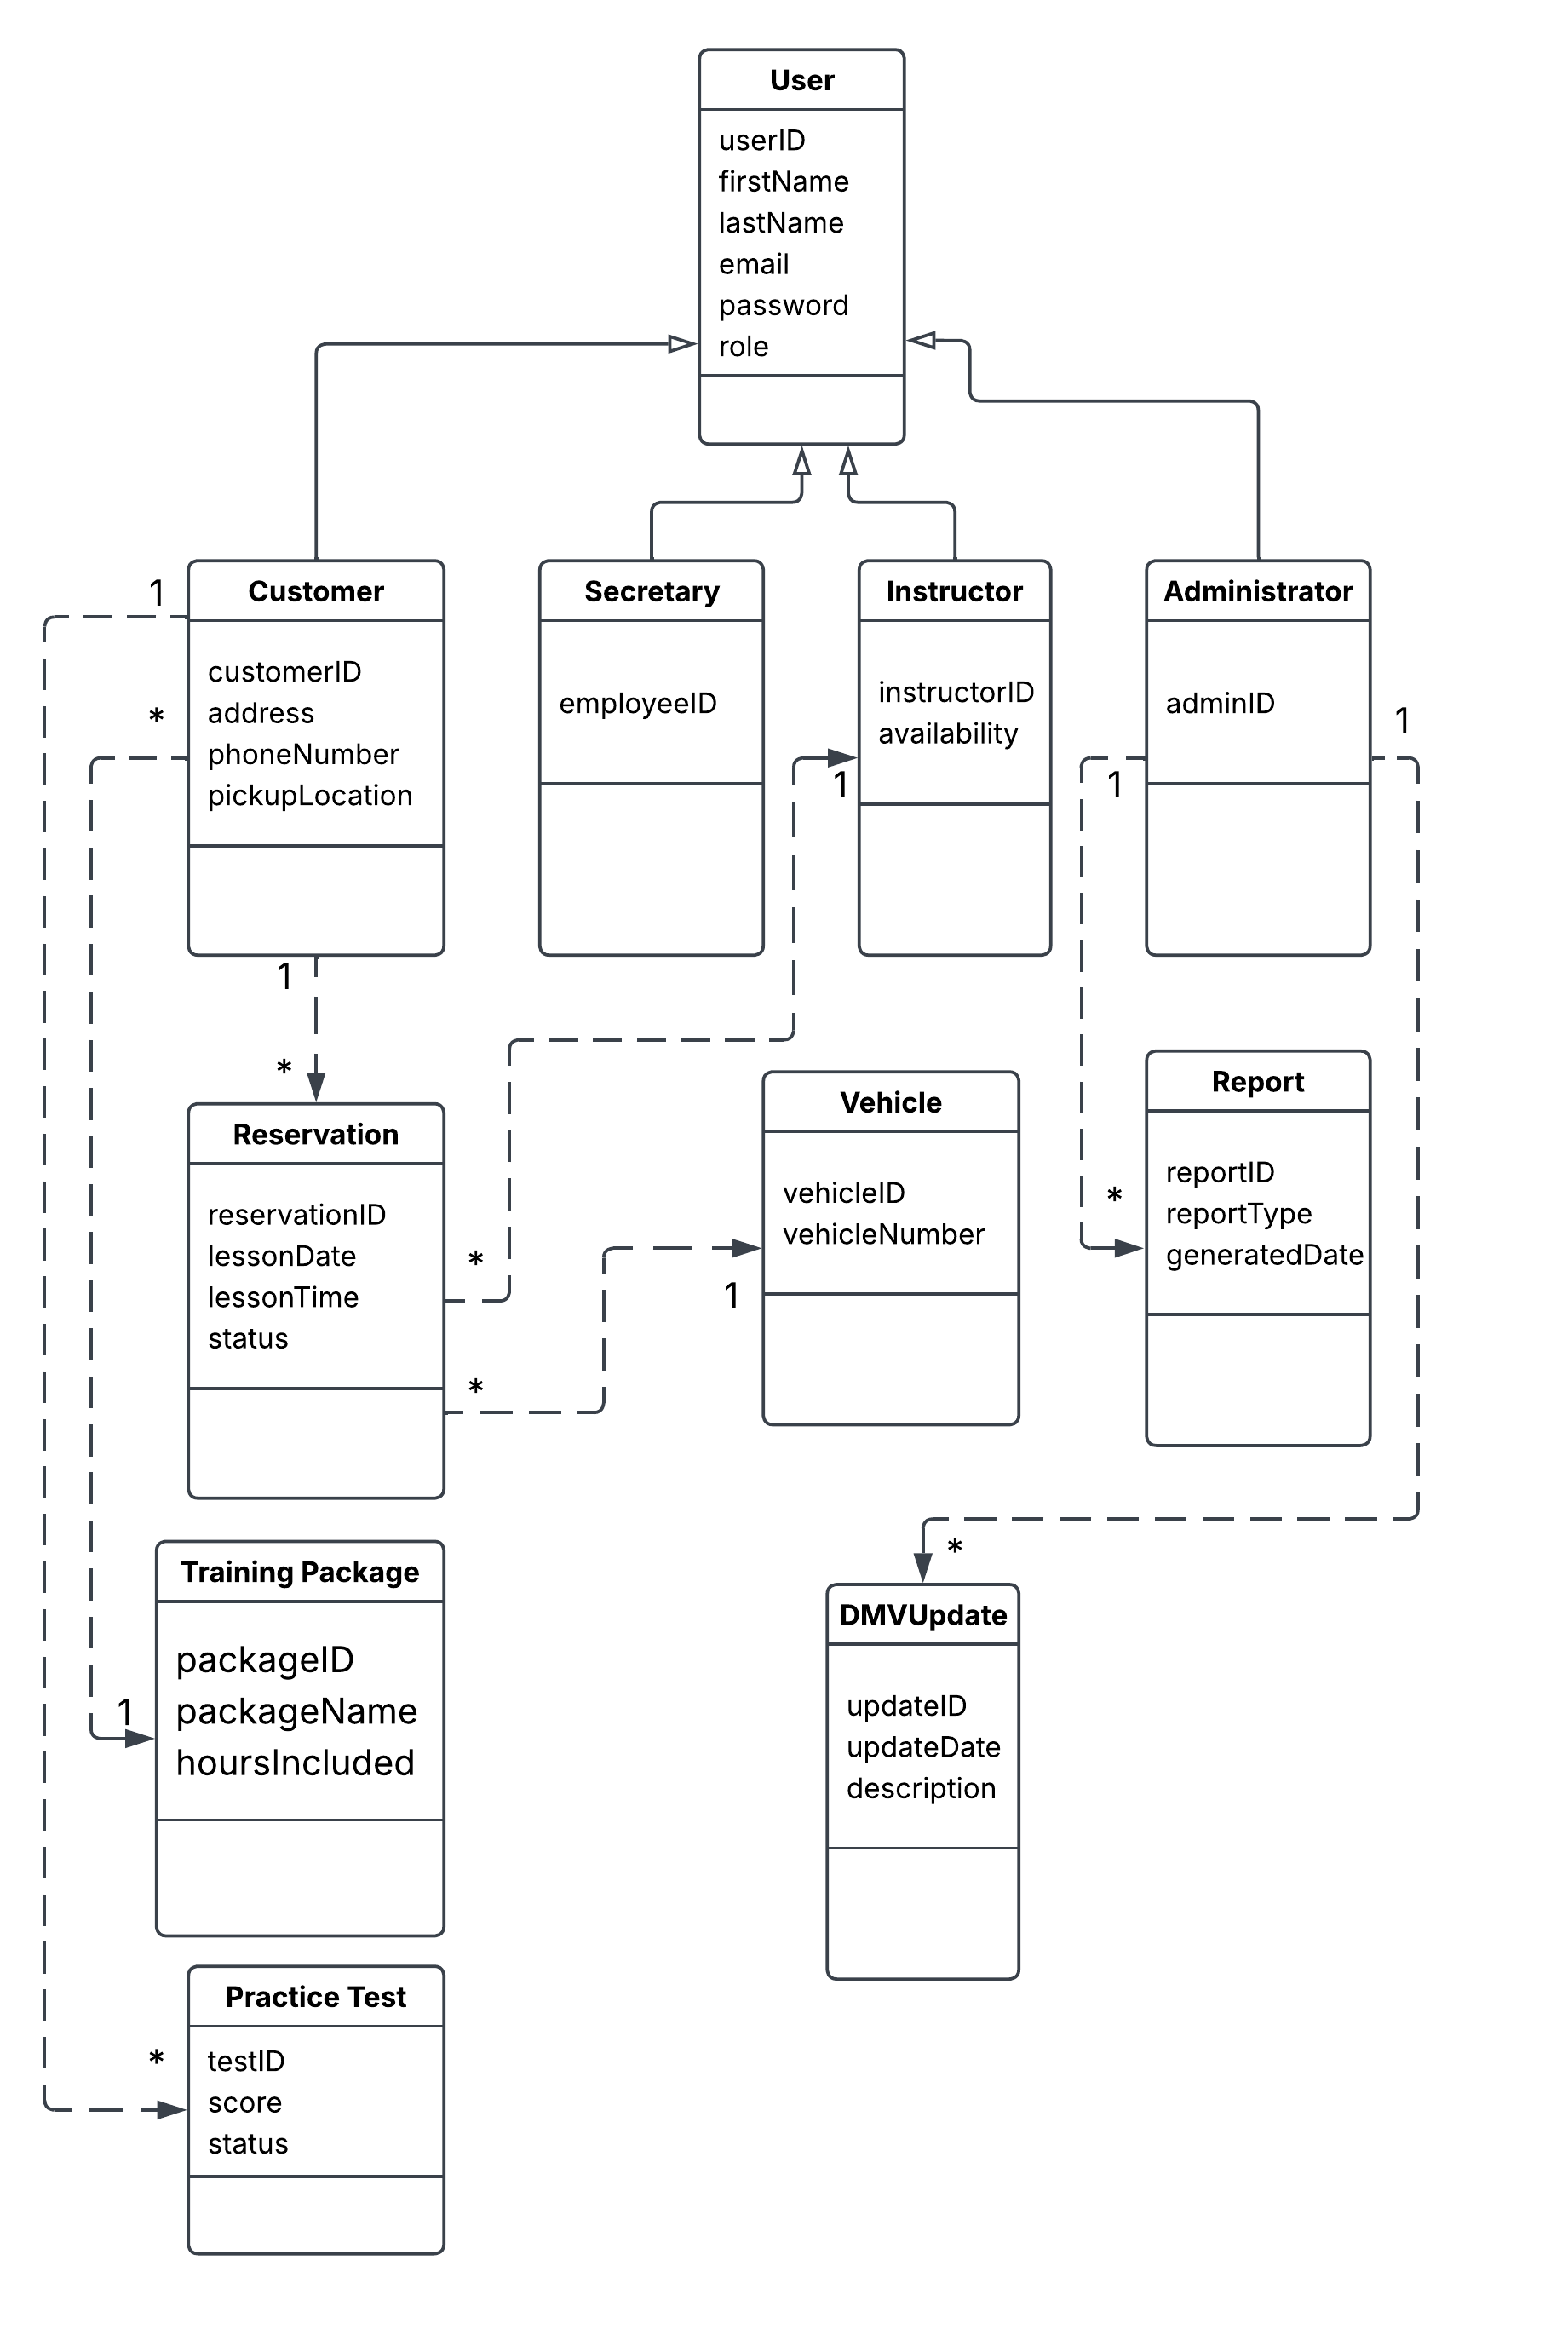 User
userID
firstName
lastName
email
password
role
1
Customer
customerID
address
phoneNumber
pickupLocation
*
Secretary
employeeID
Instructor
instructorID
availability
1
Administrator
adminID
1
1
1
*
Reservation
reservationID
lessonDate
lessonTime
status
*
*
Vehicle
vehicleID
vehicleNumber
1
Report
reportID
reportType
generatedDate
*
Training Package
packageID
packageName
hoursIncluded
1
*
DMVUpdate
updateID
updateDate
description
Practice Test
testID
score
status
*